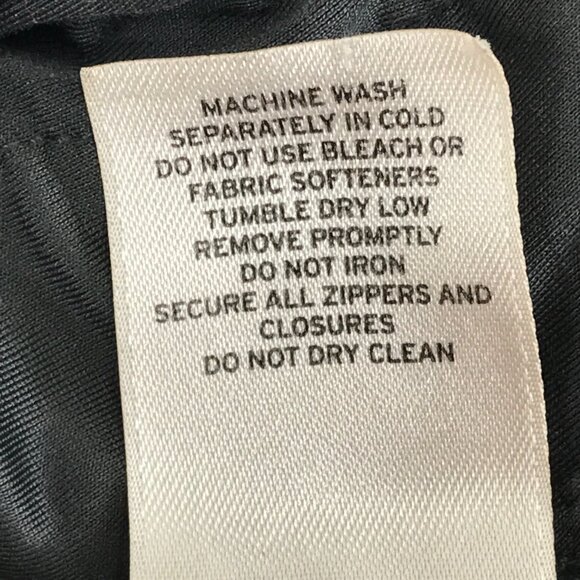 MACHINE WASH
SEPARATELY IN COLD
DO NOT USE BLEACH OR
FABRIC SOFTENERS
TUMBLE DRY LOW
REMOVE PROMPTLY
DO NOT IRON
SECURE ALL ZIPPERS AND
CLOSURES
DO NOT DRY CLEAN